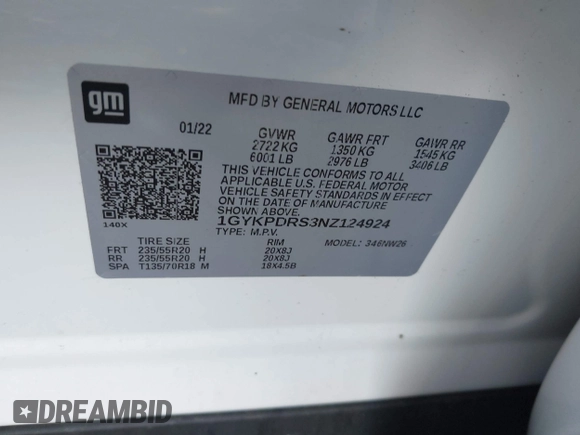 gm
MFD BY GENERAL MOTORS LLC
01/22 GVWR GAWR FRT GAWR RR
2722 KG 1350 KG 1545 KG
6001 LB 2976 LB 3406 LB
THIS VEHICLE CONFORMS TO ALL
APPLICABLE U.S. FEDERAL MOTOR
VEHICLE SAFETY STANDARDS IN EFFECT
ON THE DATE OF MANUFACTURE
SHOWN ABOVE.
1GYKPDRS3NZ124924
140X
TYPE: M.P.V. MODEL: 346NW26
TIRE SIZE RIM
FRT 235/55R20 H 20X8J
RR 235/55R20 H 20X8J
SPA T135/70R18 M 18X4.5B
DREAMBID